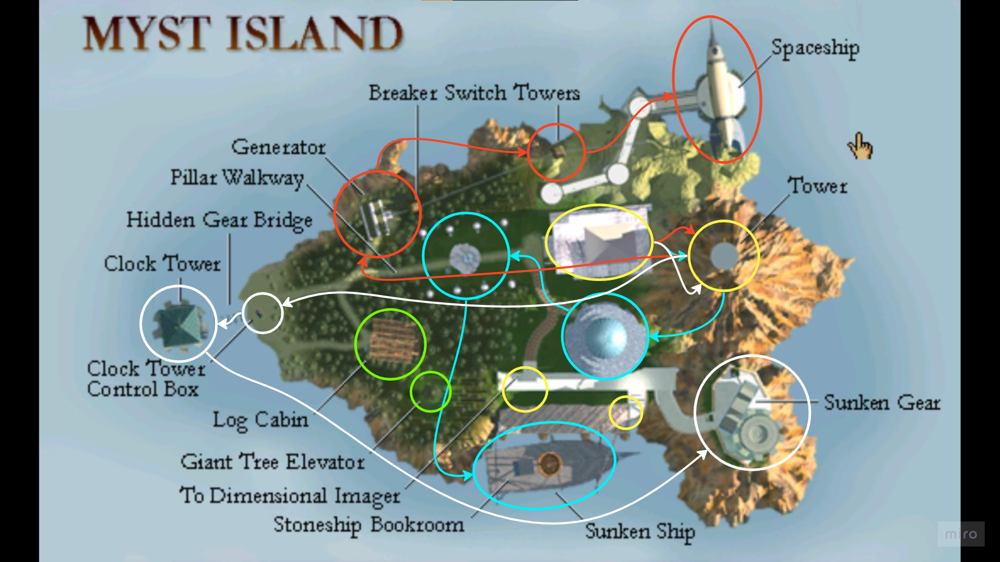 MYST ISLAND
Spaceship
Breaker Switch Towers
Generator
Pillar Walkway
Tower
Hidden Gear Bridge
Clock Tower
Clock Tower
Control Box
Sunken Gear
Log Cabin
Giant Tree Elevator
To Dimensional Imager
Stoneship Bookroom
Sunken Ship
miro